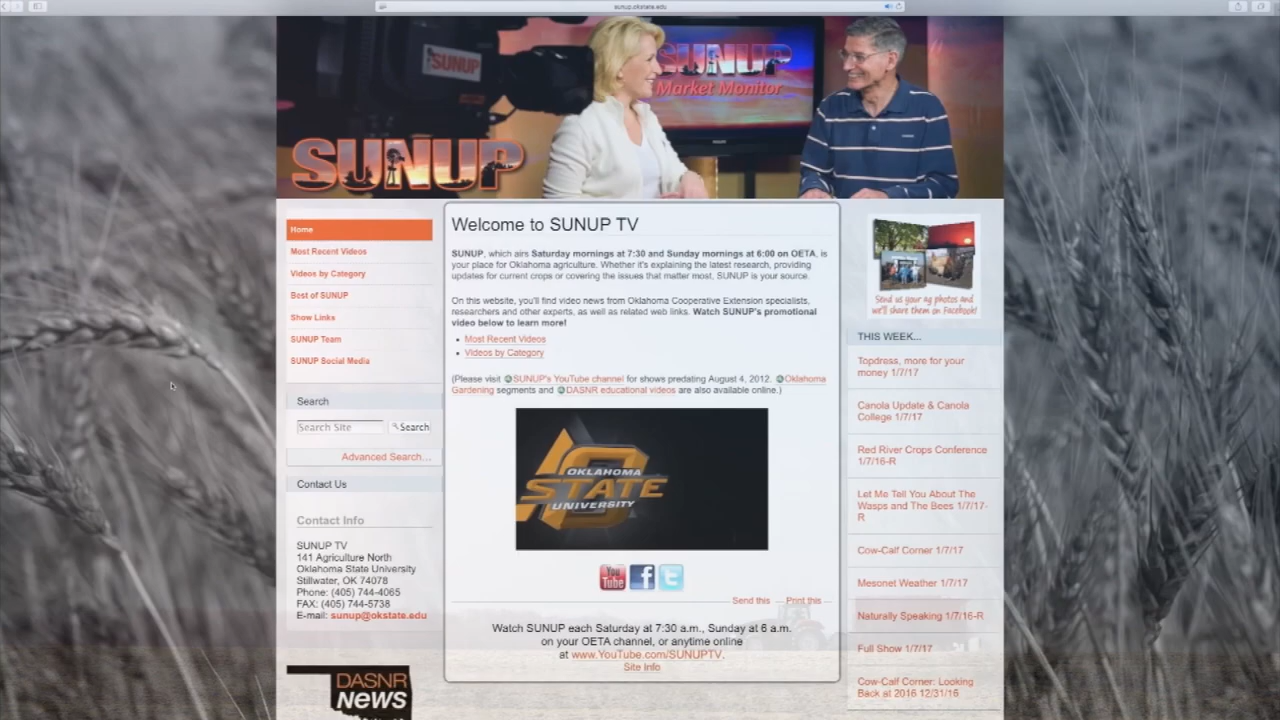 sunup.okstate.edu
SUNUP
SUNUP
Market Monitor
SUNUP
Home
Most Recent Videos
Videos by Category
Best of SUNUP
Show Links
SUNUP Team
SUNUP Social Media
Search
Search Site
Search
Advanced Search…
Contact Us
Contact Info
SUNUP TV
141 Agriculture North
Oklahoma State University
Stillwater, OK 74078
Phone: (405) 744-4065
FAX: (405) 744-5738
E-mail: sunup@okstate.edu
DASNR
NEWS
Welcome to SUNUP TV
SUNUP, which airs Saturday mornings at 7:30 and Sunday mornings at 6:00 on OETA, is
your place for Oklahoma agriculture. Whether it's explaining the latest research, providing
updates for current crops or covering the issues that matter most, SUNUP is your source.
On this website, you'll find video news from Oklahoma Cooperative Extension specialists,
researchers and other experts, as well as related web links. Watch SUNUP's promotional
video below to learn more!
Most Recent Videos
Videos by Category
(Please visit SUNUP's YouTube channel for shows predating August 4, 2012. Oklahoma
Gardening segments and DASNR educational videos are also available online.)
OKLAHOMA
STATE
UNIVERSITY
You
Tube
f
t
Send this — Print this —
Watch SUNUP each Saturday at 7:30 a.m., Sunday at 6 a.m.
on your OETA channel, or anytime online
at www.YouTube.com/SUNUPTV.
Site Info
Send us your ag photos and
we'll share them on Facebook!
THIS WEEK...
Topdress, more for your
money 1/7/17
Canola Update & Canola
College 1/7/17
Red River Crops Conference
1/7/16-R
Let Me Tell You About The
Wasps and The Bees 1/7/17-
R
Cow-Calf Corner 1/7/17
Mesonet Weather 1/7/17
Naturally Speaking 1/7/16-R
Full Show 1/7/17
Cow-Calf Corner: Looking
Back at 2016 12/31/16